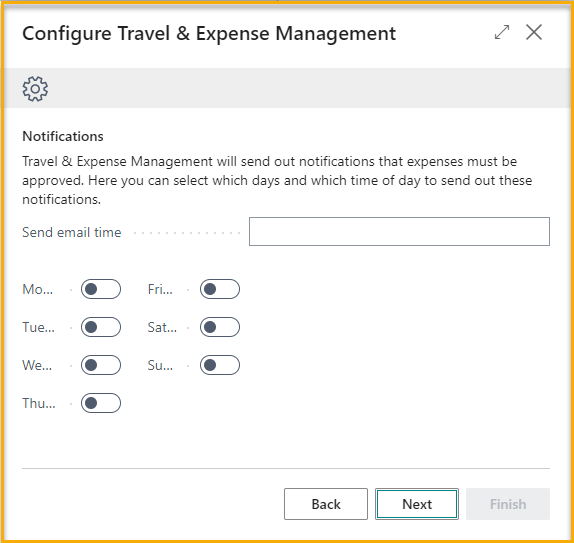 Configure Travel & Expense Management
Notifications
Travel & Expense Management will send out notifications that expenses must be
approved. Here you can select which days and which time of day to send out these
notifications.
Send email time
Mo... Fri...
Tue... Sat...
We... Su...
Thu...
Back Next Finish